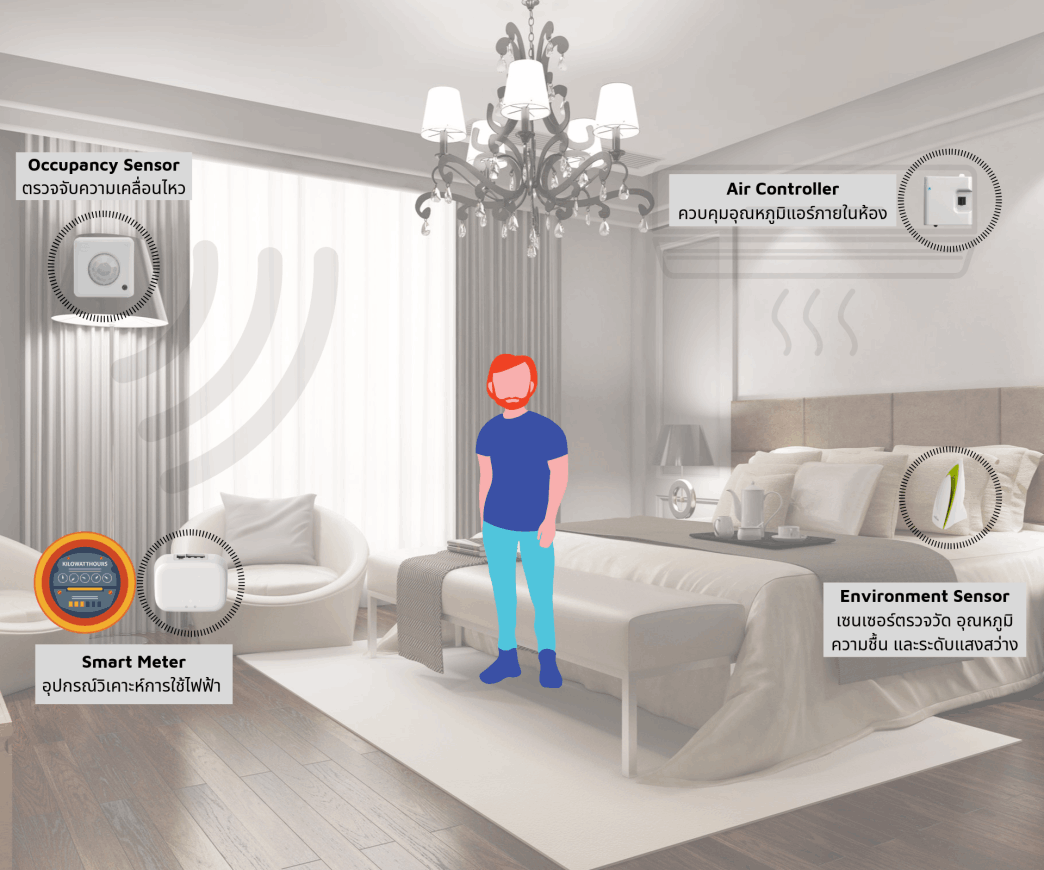 Occupancy Sensor
ตรวจจับความเคลื่อนไหว
Air Controller
ควบคุมอุณหภูมิแอร์ภายในห้อง
Environment Sensor
เซนเซอร์ตรวจวัด อุณหภูมิ
ความชื้น และระดับแสงสว่าง
KILOWATTHOURS
Smart Meter
อุปกรณ์วิเคาะห์การใช้ไฟฟ้า